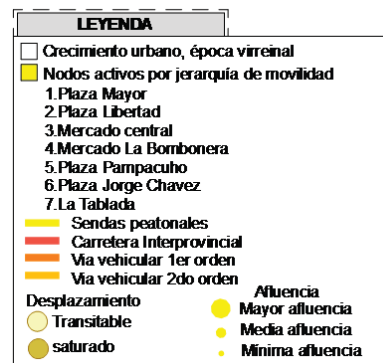 LEYENDA
Crecimiento urbano, época virreinal
Nodos activos por jerarquía de movilidad
1.Plaza Mayor
2.Plaza Libertad
3.Mercado central
4.Mercado La Bombonera
5.Plaza Pampacuho
6.Plaza Jorge Chavez
7.La Tablada
Sendas peatonales
Carretera Interprovincial
Via vehicular 1er orden
Via vehicular 2do orden
Desplazamiento
Transitable
saturado
Afluencia
Mayor afluencia
Media afluencia
Mínima afluencia